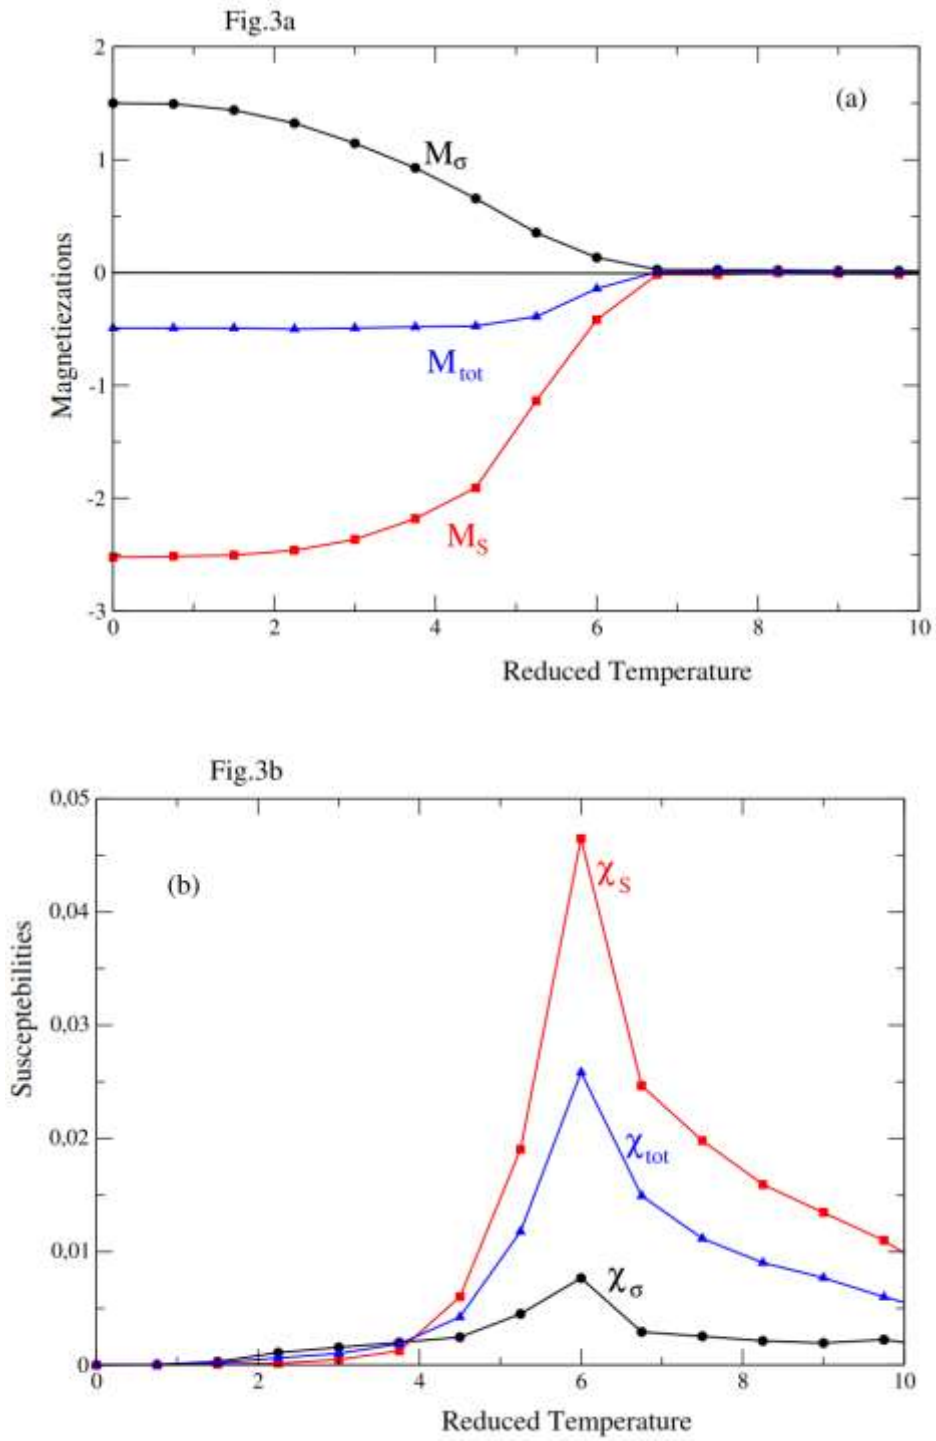 Fig.3a
2
(a)
Mσ
1
0
Mtot
-1
-2
MS
-3
0 2 4 6 8 10
Magnetiezations
Reduced Temperature
Fig.3b
0,05
(b)
χS
0,04
0,03
0,02
χtot
0,01
χσ
0
0 2 4 6 8 10
Susceptebilities
Reduced Temperature